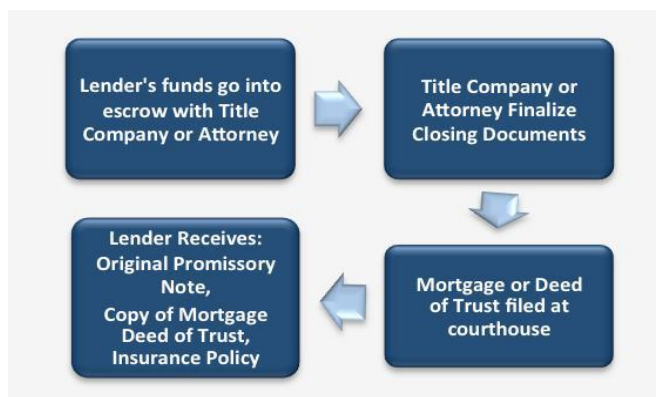 Lender's funds go into
escrow with Title
Company or Attorney
Title Company or
Attorney Finalize
Closing Documents
Mortgage or Deed
of Trust filed at
courthouse
Lender Receives:
Original Promissory
Note,
Copy of Mortgage
Deed of Trust,
Insurance Policy